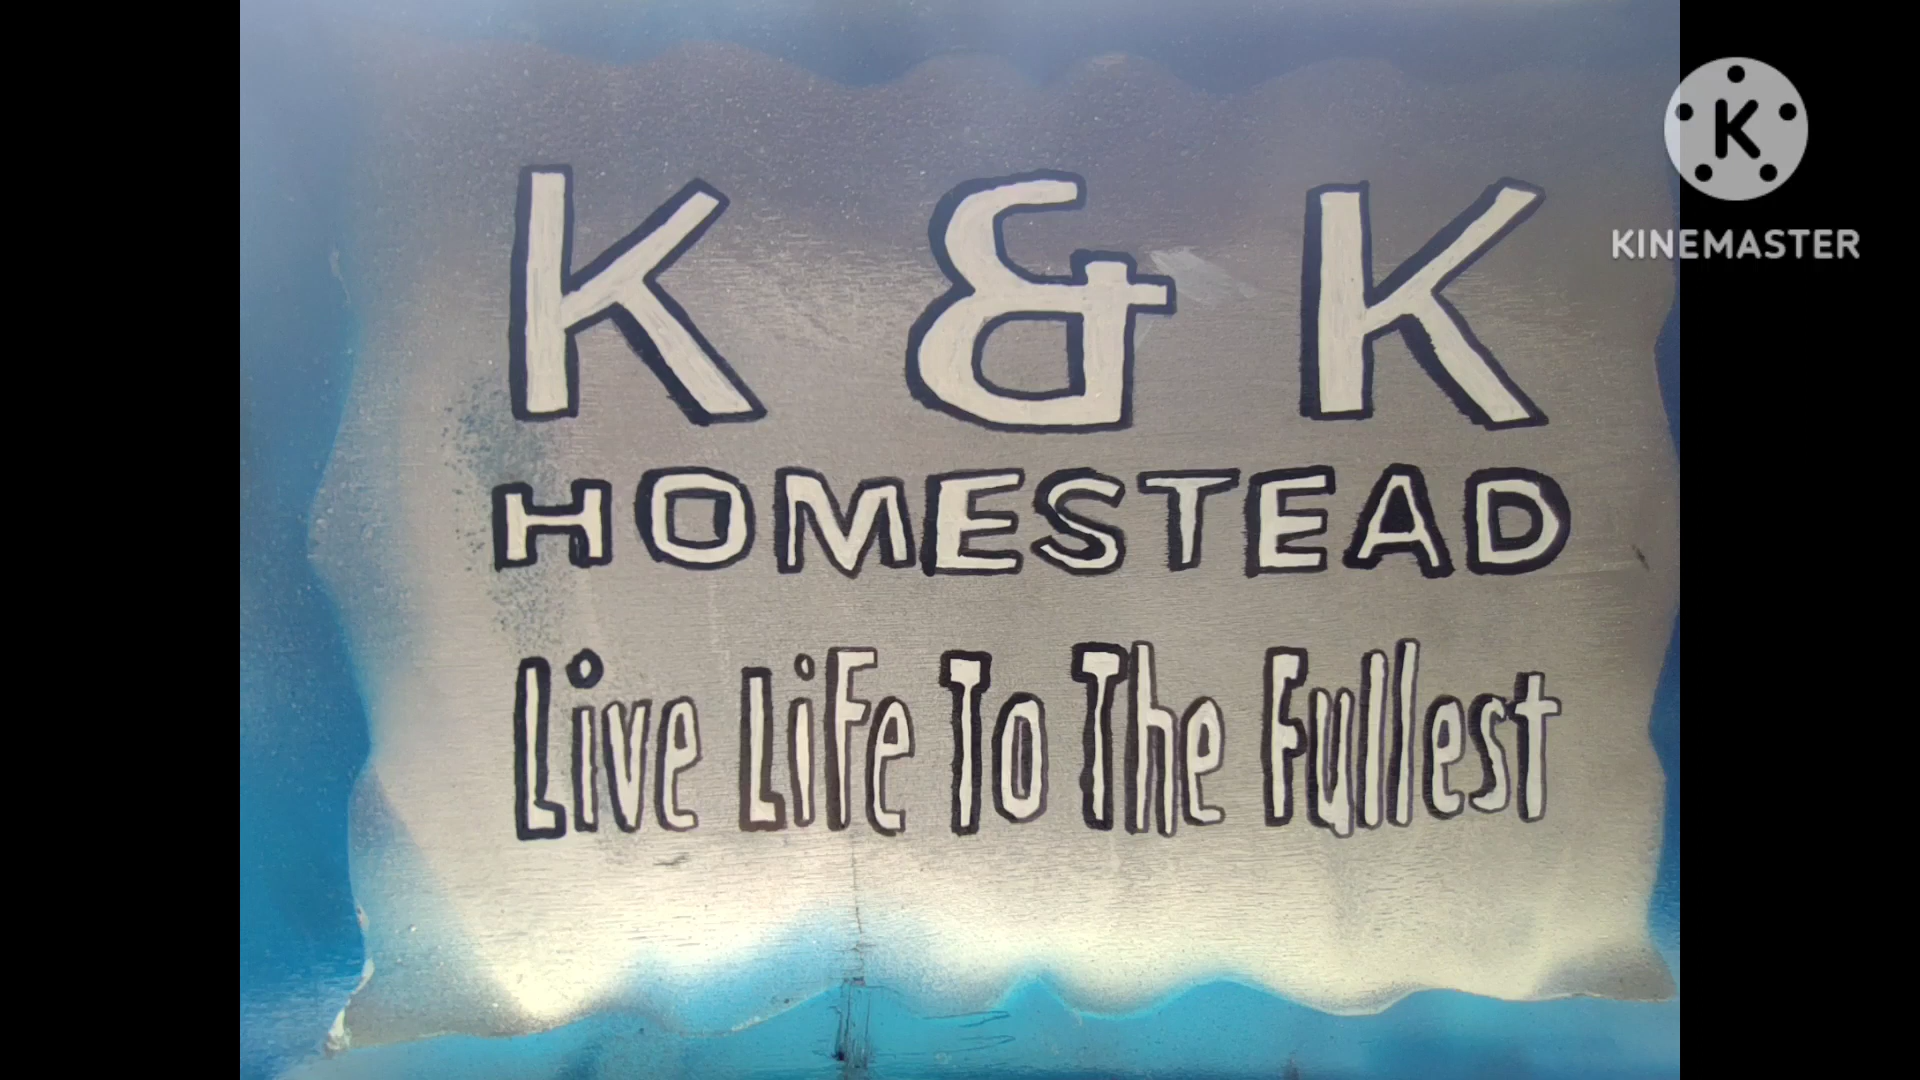 K & K
HOMESTEAD
Live LiFe To The Fullest
K
KINEMASTER